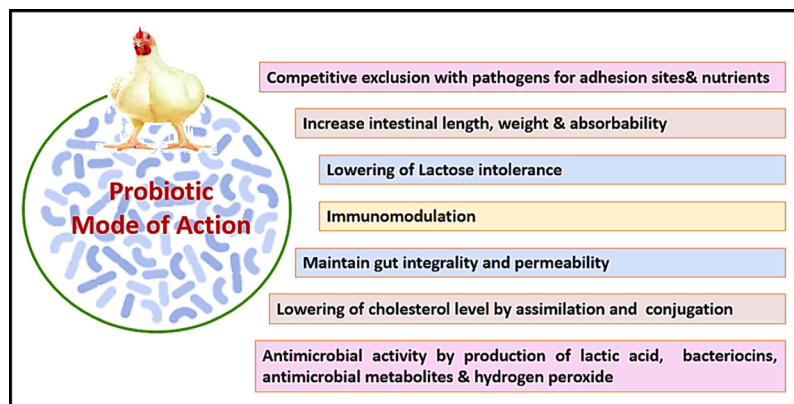 Probiotic
Mode of Action
Competitive exclusion with pathogens for adhesion sites& nutrients
Increase intestinal length, weight & absorbability
Lowering of Lactose intolerance
Immunomodulation
Maintain gut integrality and permeability
Lowering of cholesterol level by assimilation and conjugation
Antimicrobial activity by production of lactic acid, bacteriocins,
antimicrobial metabolites & hydrogen peroxide